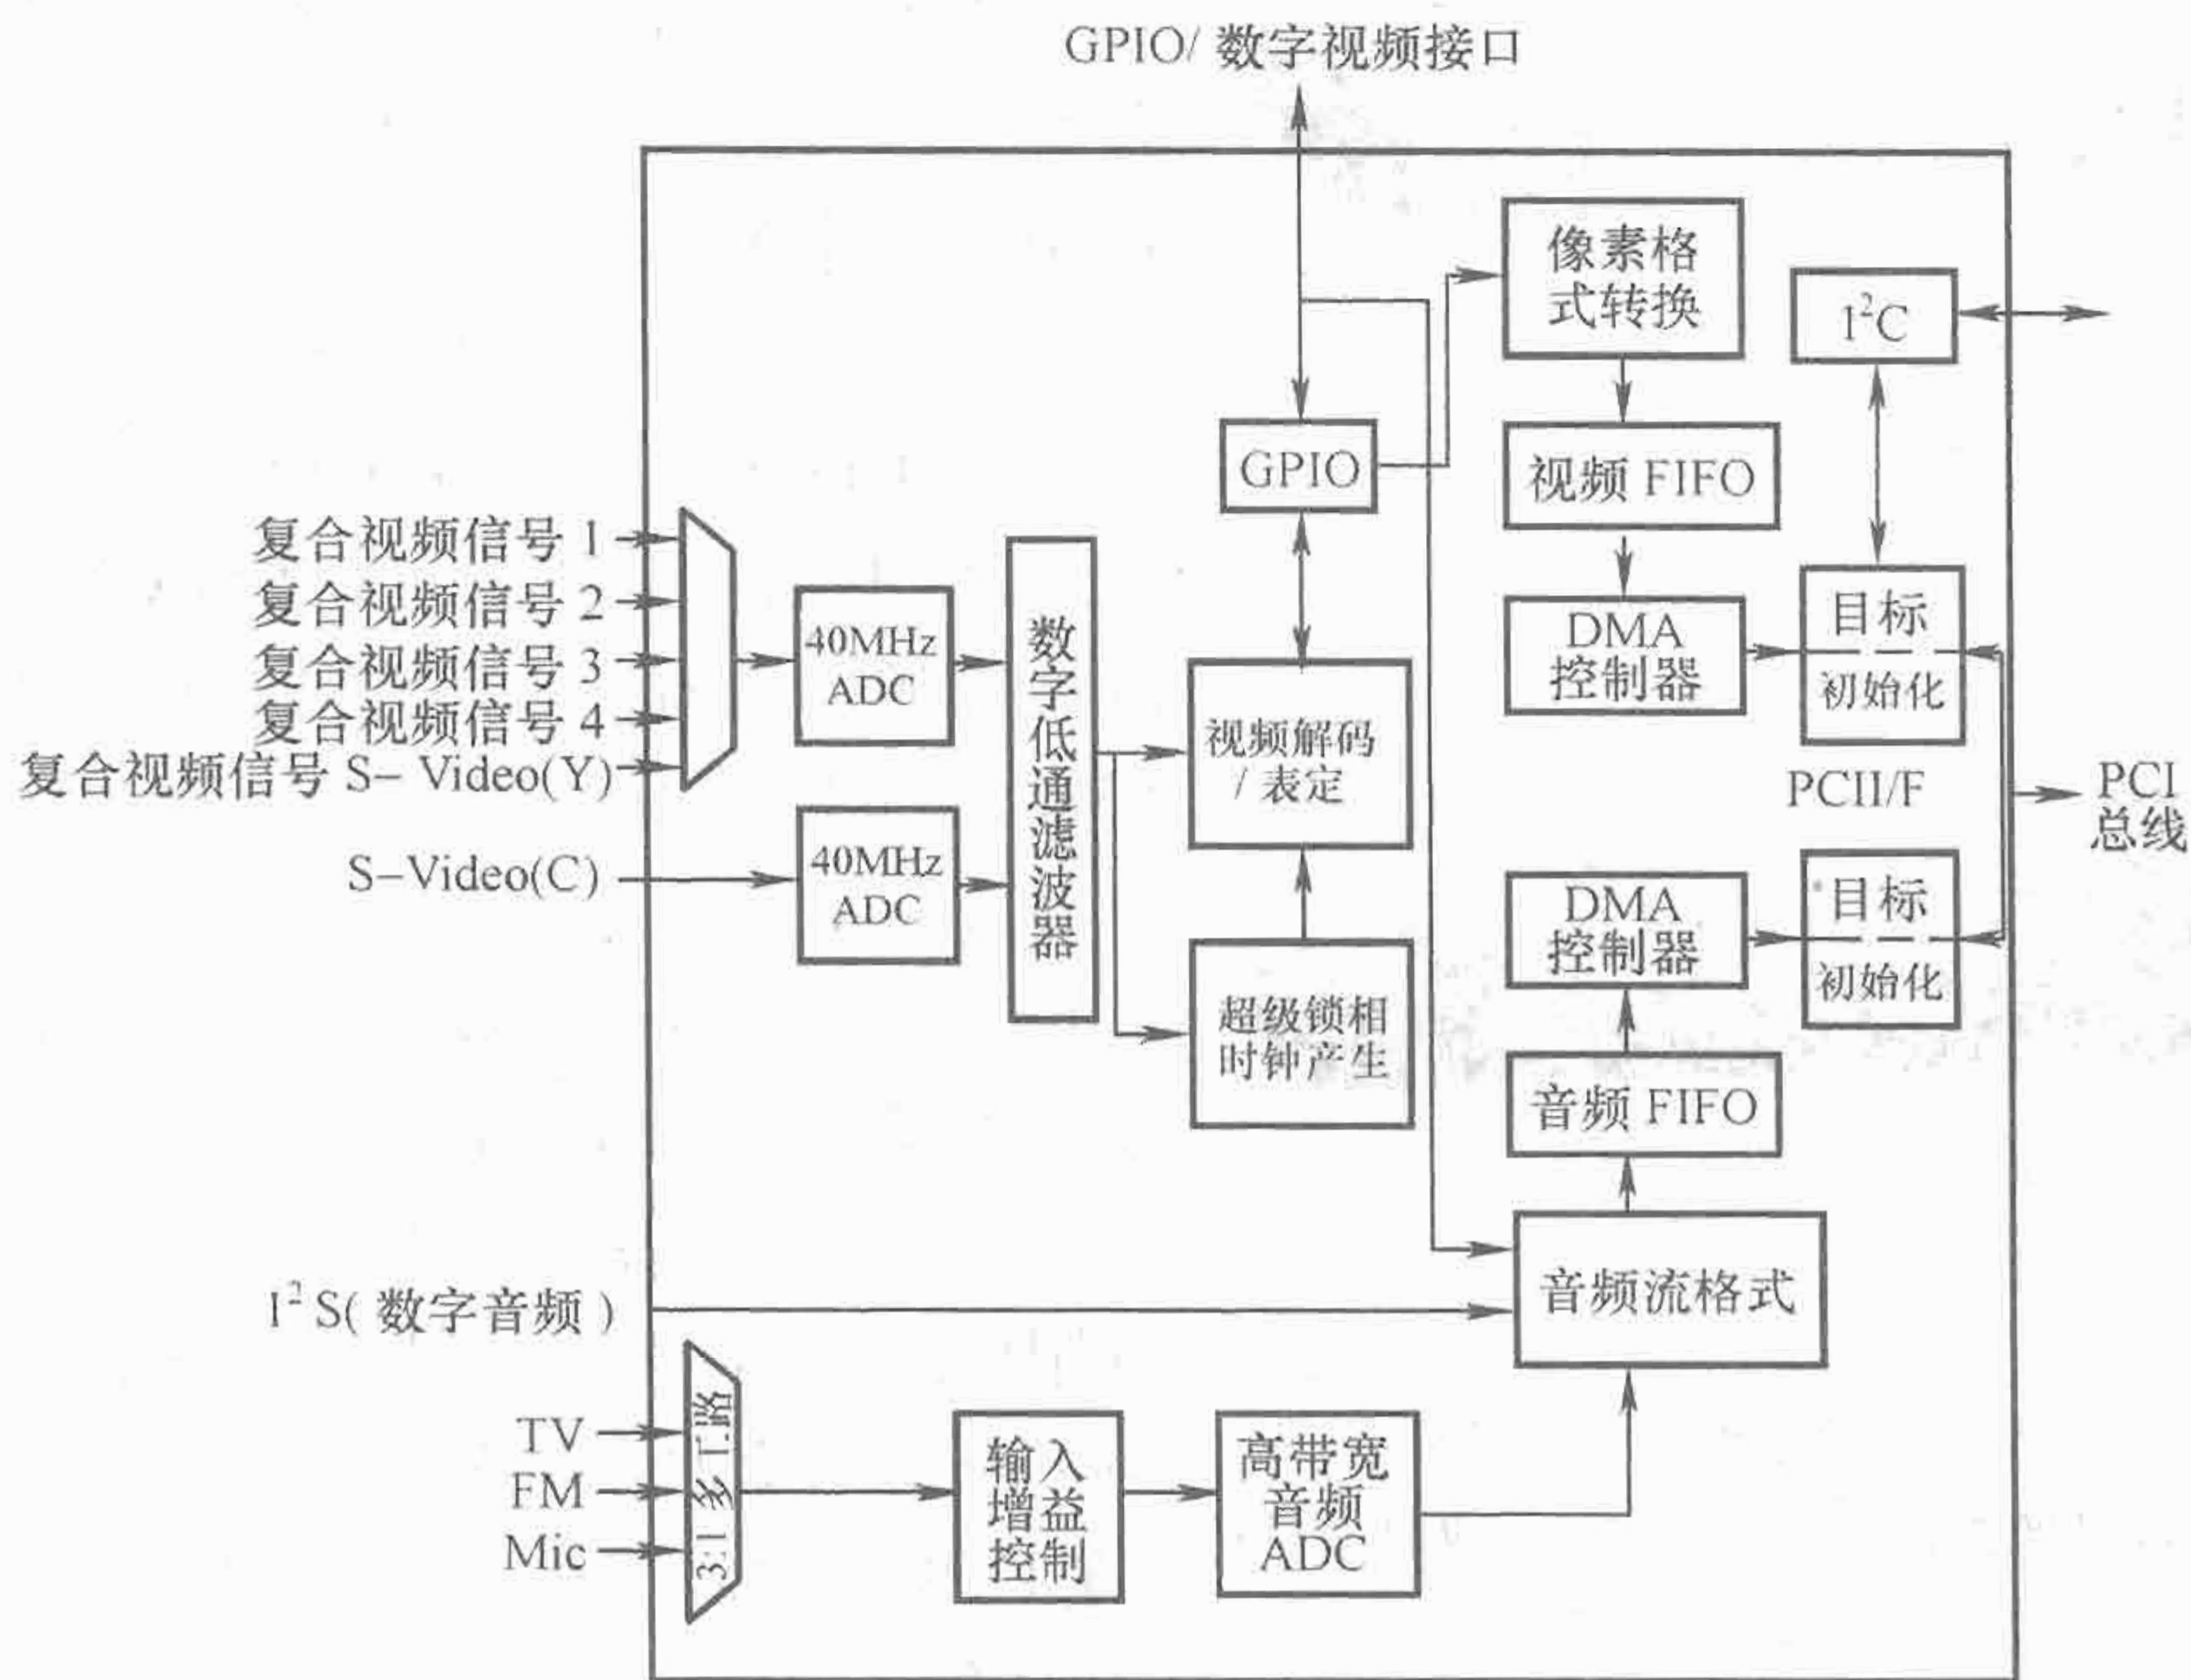 GPIO/ 数字视频接口
像素格
式转换
I²C
GPIO
视频 FIFO
复合视频信号 1
复合视频信号 2
复合视频信号 3
复合视频信号 4
复合视频信号 S- Video(Y)
S-Video(C)
40MHz
ADC
40MHz
ADC
数字低通滤波器
视频解码
/ 表定
超级锁相
时钟产生
DMA
控制器
目标
初始化
PCII/F
PCI
总线
DMA
控制器
目标
初始化
音频 FIFO
音频流格式
I² S( 数字音频 )
TV
FM
Mic
3:1 多工路
输入
增益
控制
高带宽
音频
ADC